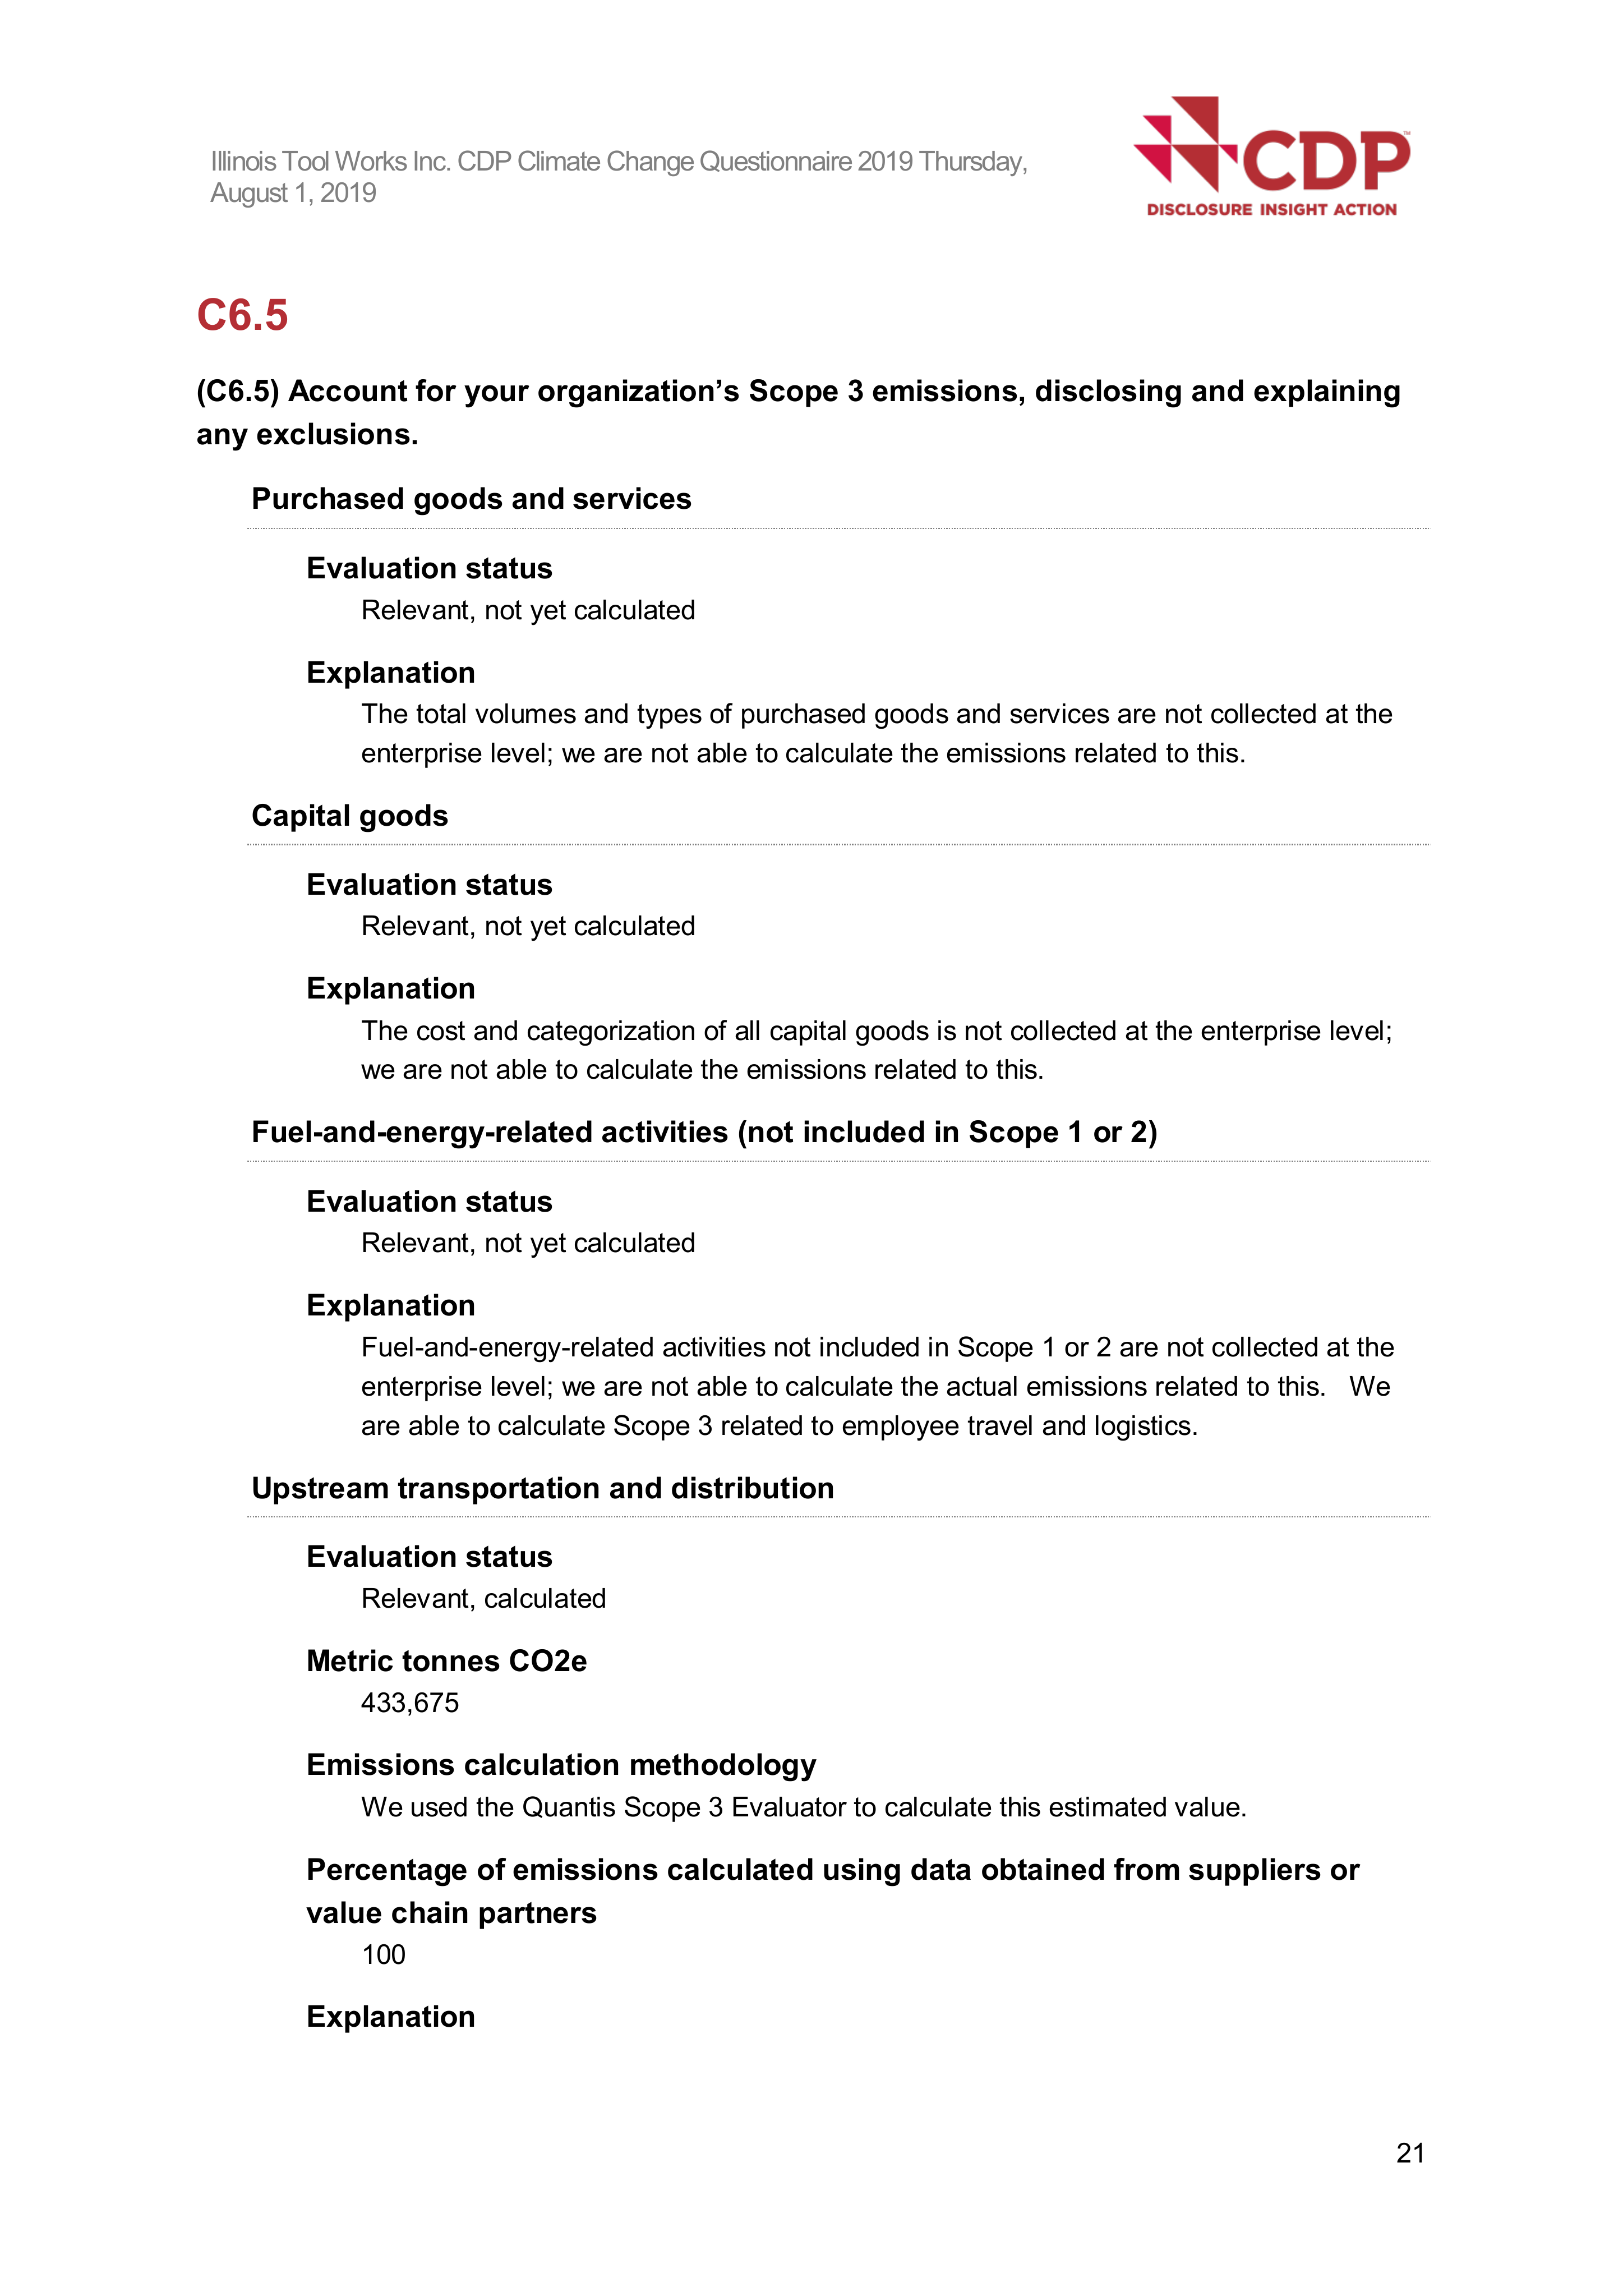 Illinois Tool Works Inc. CDP Climate Change Questionnaire 2019 Thursday,
August 1, 2019
CDP™
DISCLOSURE INSIGHT ACTION
C6.5
(C6.5) Account for your organization’s Scope 3 emissions, disclosing and explaining
any exclusions.
Purchased goods and services
Evaluation status
Relevant, not yet calculated
Explanation
The total volumes and types of purchased goods and services are not collected at the
enterprise level; we are not able to calculate the emissions related to this.
Capital goods
Evaluation status
Relevant, not yet calculated
Explanation
The cost and categorization of all capital goods is not collected at the enterprise level;
we are not able to calculate the emissions related to this.
Fuel-and-energy-related activities (not included in Scope 1 or 2)
Evaluation status
Relevant, not yet calculated
Explanation
Fuel-and-energy-related activities not included in Scope 1 or 2 are not collected at the
enterprise level; we are not able to calculate the actual emissions related to this.   We
are able to calculate Scope 3 related to employee travel and logistics.
Upstream transportation and distribution
Evaluation status
Relevant, calculated
Metric tonnes CO2e
433,675
Emissions calculation methodology
We used the Quantis Scope 3 Evaluator to calculate this estimated value.
Percentage of emissions calculated using data obtained from suppliers or
value chain partners
100
Explanation
21